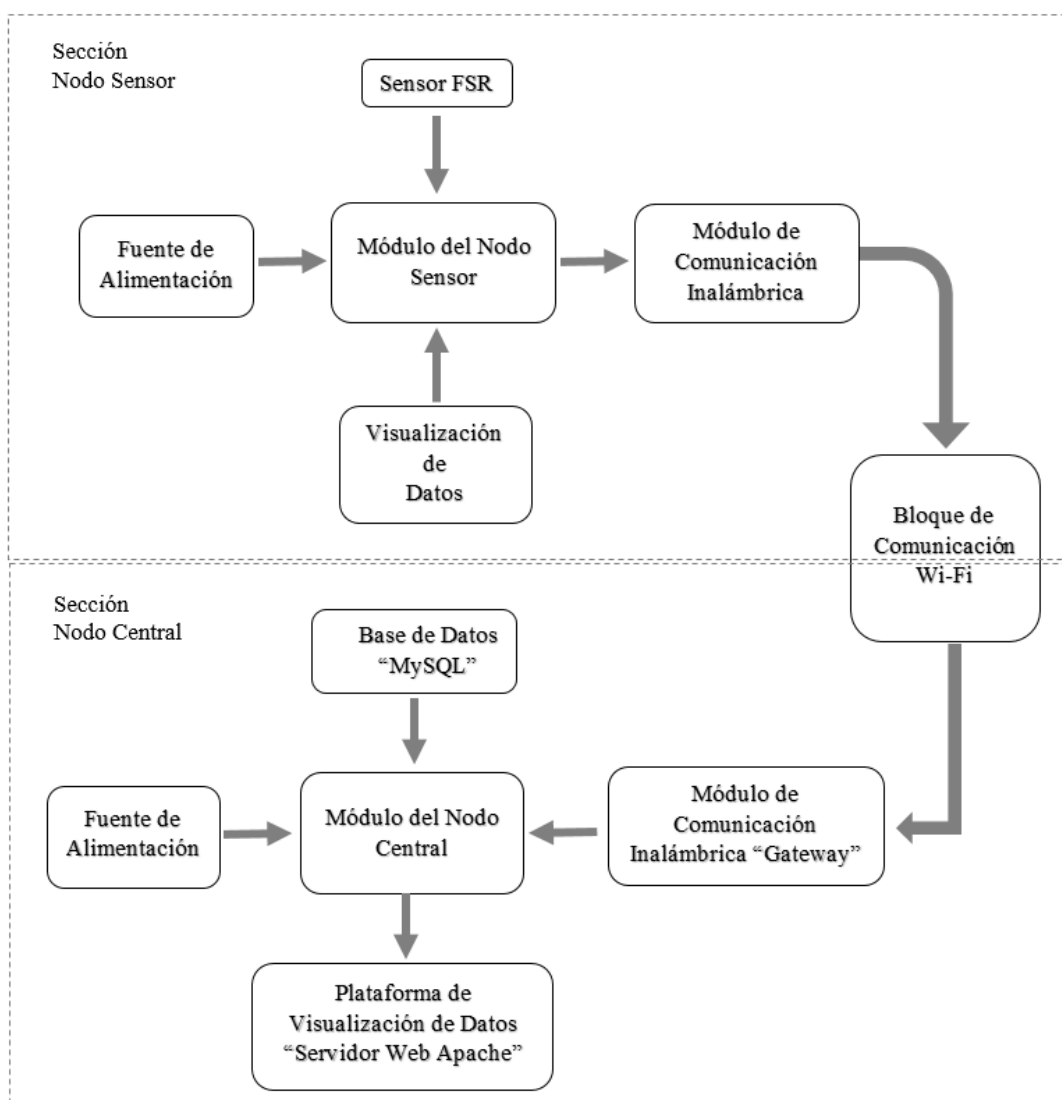 Sección
Nodo Sensor
Sensor FSR
Fuente de
Alimentación
Módulo del Nodo
Sensor
Módulo de
Comunicación
Inalámbrica
Visualización
de
Datos
Bloque de
Comunicación
Wi-Fi
Sección
Nodo Central
Base de Datos
“MySQL”
Fuente de
Alimentación
Módulo del Nodo
Central
Módulo de
Comunicación
Inalámbrica “Gateway”
Plataforma de
Visualización de Datos
“Servidor Web Apache”